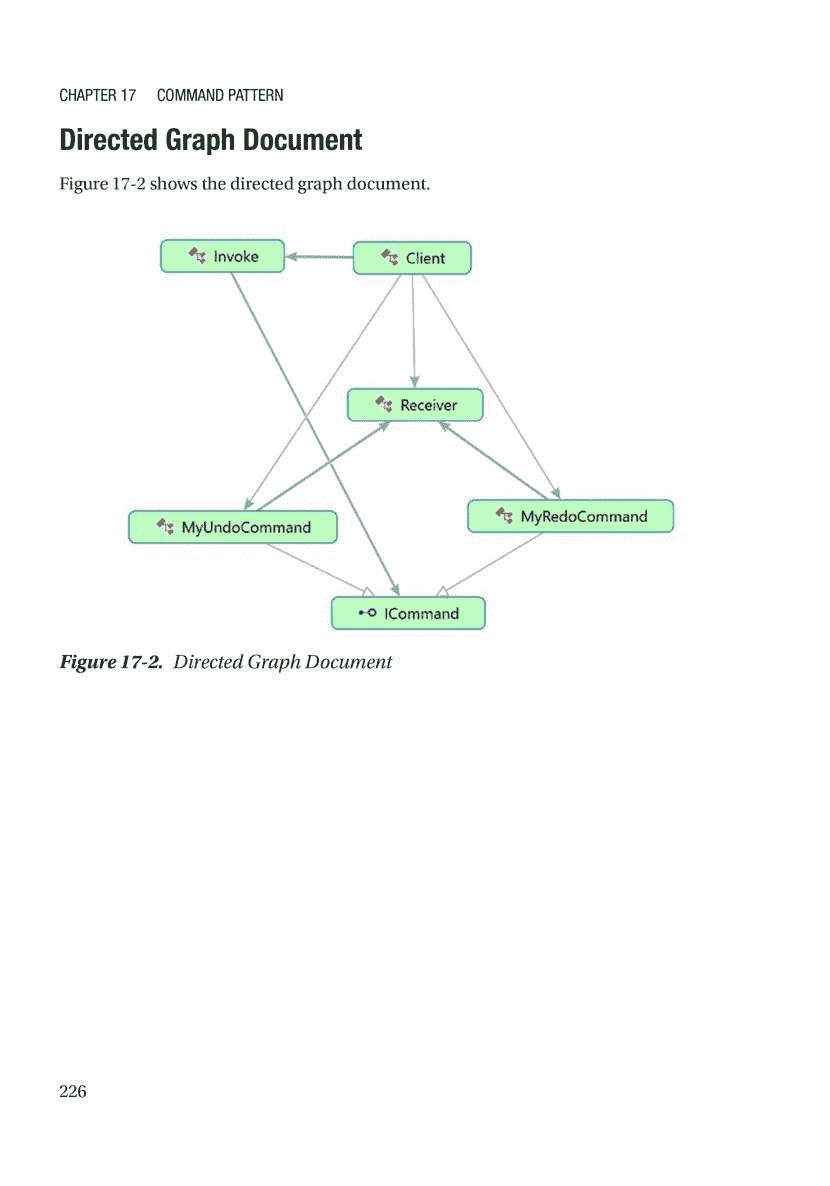 CHAPTER 17 COMMAND PATTERN
Directed Graph Document
Figure 17-2 shows the directed graph document.
Invoke
Client
Receiver
MyUndoCommand
MyRedoCommand
ICommand
Figure 17-2. Directed Graph Document
226